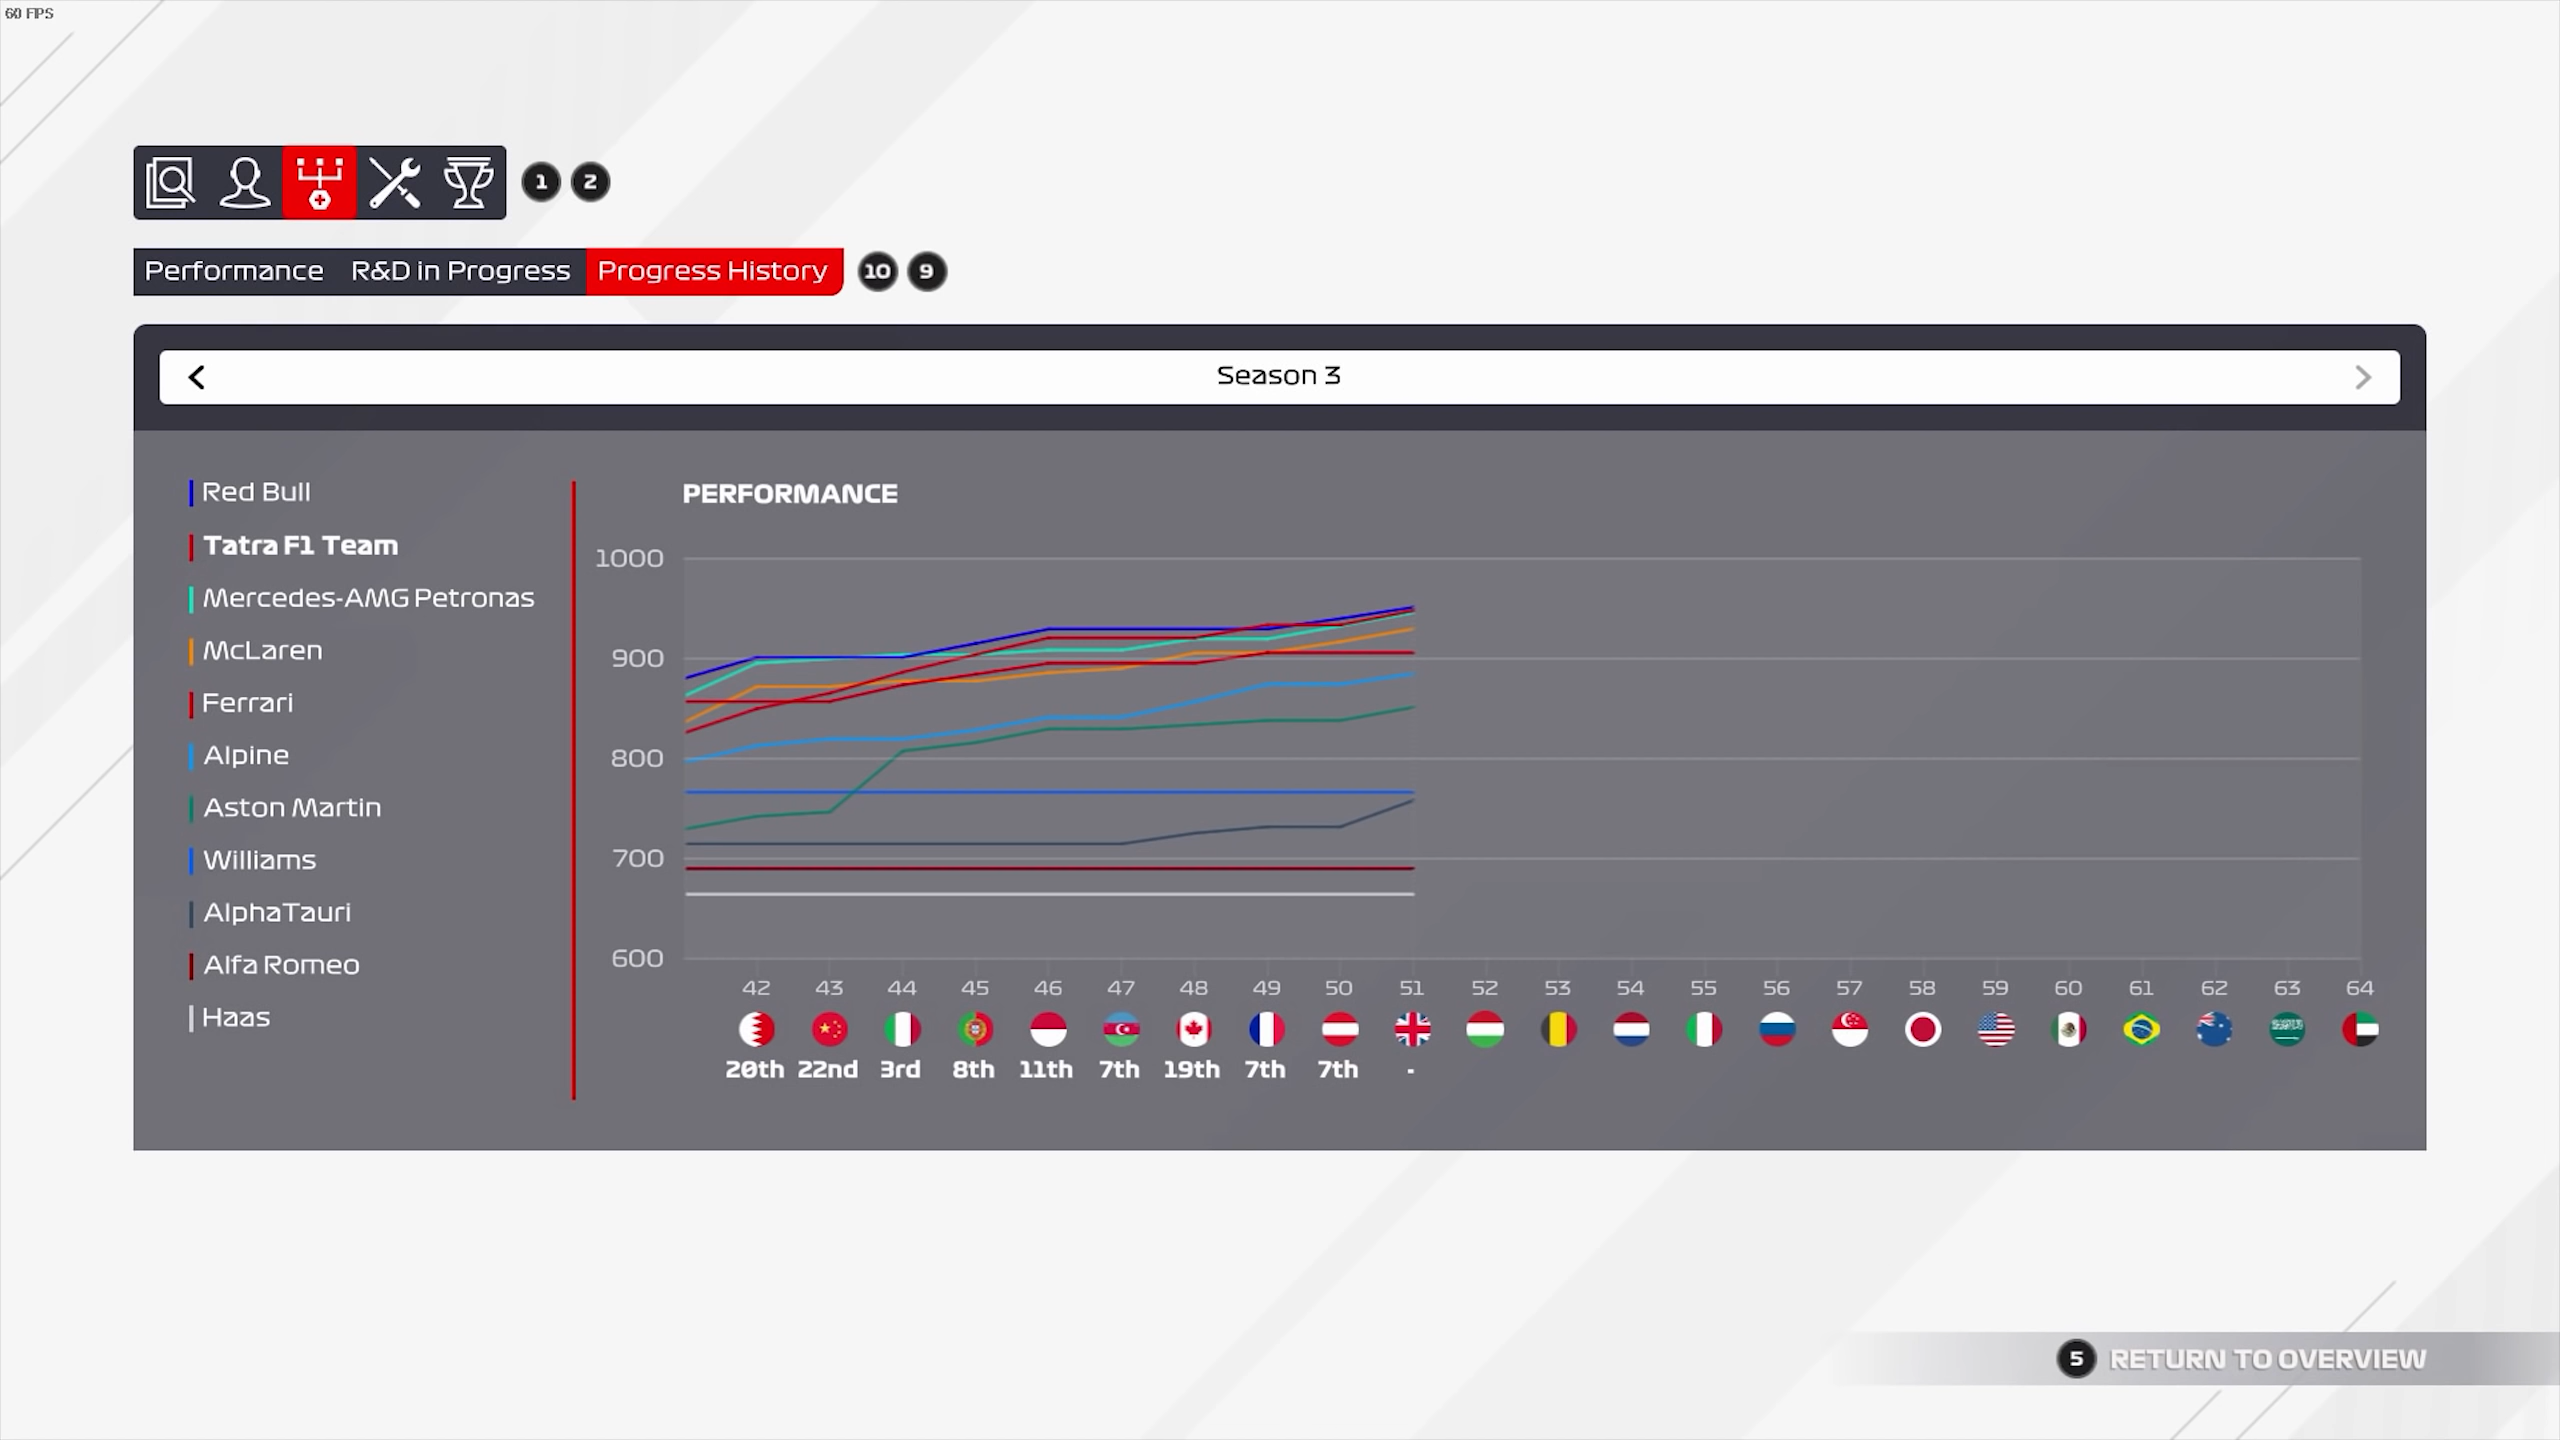 60 FPS
1 2
Performance R&D in Progress Progress History 10 9
Season 3
Red Bull
Tatra F1 Team
Mercedes-AMG Petronas
McLaren
Ferrari
Alpine
Aston Martin
Williams
AlphaTauri
Alfa Romeo
Haas
PERFORMANCE
1000
900
800
700
600
42 43 44 45 46 47 48 49 50 51 52 53 54 55 56 57 58 59 60 61 62 63 64
20th 22nd 3rd 8th 11th 7th 19th 7th 7th -
5 RETURN TO OVERVIEW